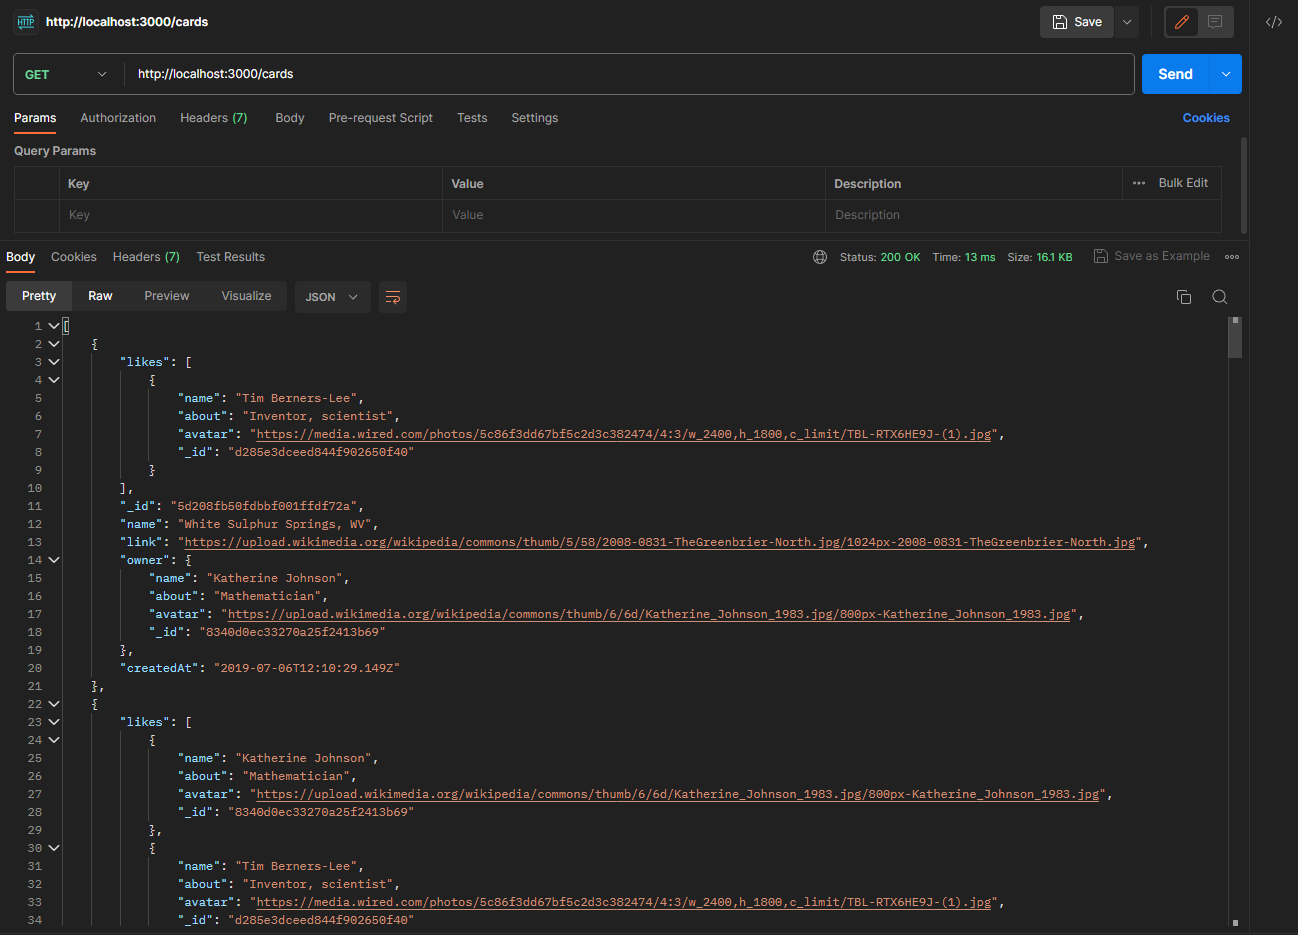 HTTP http://localhost:3000/cards Save
GET http://localhost:3000/cards Send
Params Authorization Headers (7) Body Pre-request Script Tests Settings Cookies
Query Params
Key Value Description ••• Bulk Edit
Key Value Description
Body Cookies Headers (7) Test Results Status: 200 OK Time: 13 ms Size: 16.1 KB Save as Example
Pretty Raw Preview Visualize JSON
1 [
2 {
3 "likes": [
4 {
5 "name": "Tim Berners-Lee",
6 "about": "Inventor, scientist",
7 "avatar": "https://media.wired.com/photos/5c86f3dd67bf5c2d3c382474/4:3/w_2400,h_1800,c_limit/TBL-RTX6HE9J-(1).jpg",
8 "_id": "d285e3dceed844f902650f40"
9 }
10 ],
11 "_id": "5d208fb50fdbbf001ffdf72a",
12 "name": "White Sulphur Springs, WV",
13 "link": "https://upload.wikimedia.org/wikipedia/commons/thumb/5/58/2008-0831-TheGreenbrier-North.jpg/1024px-2008-0831-TheGreenbrier-North.jpg",
14 "owner": {
15 "name": "Katherine Johnson",
16 "about": "Mathematician",
17 "avatar": "https://upload.wikimedia.org/wikipedia/commons/thumb/6/6d/Katherine_Johnson_1983.jpg/800px-Katherine_Johnson_1983.jpg",
18 "_id": "8340d0ec33270a25f2413b69"
19 },
20 "createdAt": "2019-07-06T12:10:29.149Z"
21 },
22 {
23 "likes": [
24 {
25 "name": "Katherine Johnson",
26 "about": "Mathematician",
27 "avatar": "https://upload.wikimedia.org/wikipedia/commons/thumb/6/6d/Katherine_Johnson_1983.jpg/800px-Katherine_Johnson_1983.jpg",
28 "_id": "8340d0ec33270a25f2413b69"
29 },
30 {
31 "name": "Tim Berners-Lee",
32 "about": "Inventor, scientist",
33 "avatar": "https://media.wired.com/photos/5c86f3dd67bf5c2d3c382474/4:3/w_2400,h_1800,c_limit/TBL-RTX6HE9J-(1).jpg",
34 "_id": "d285e3dceed844f902650f40"